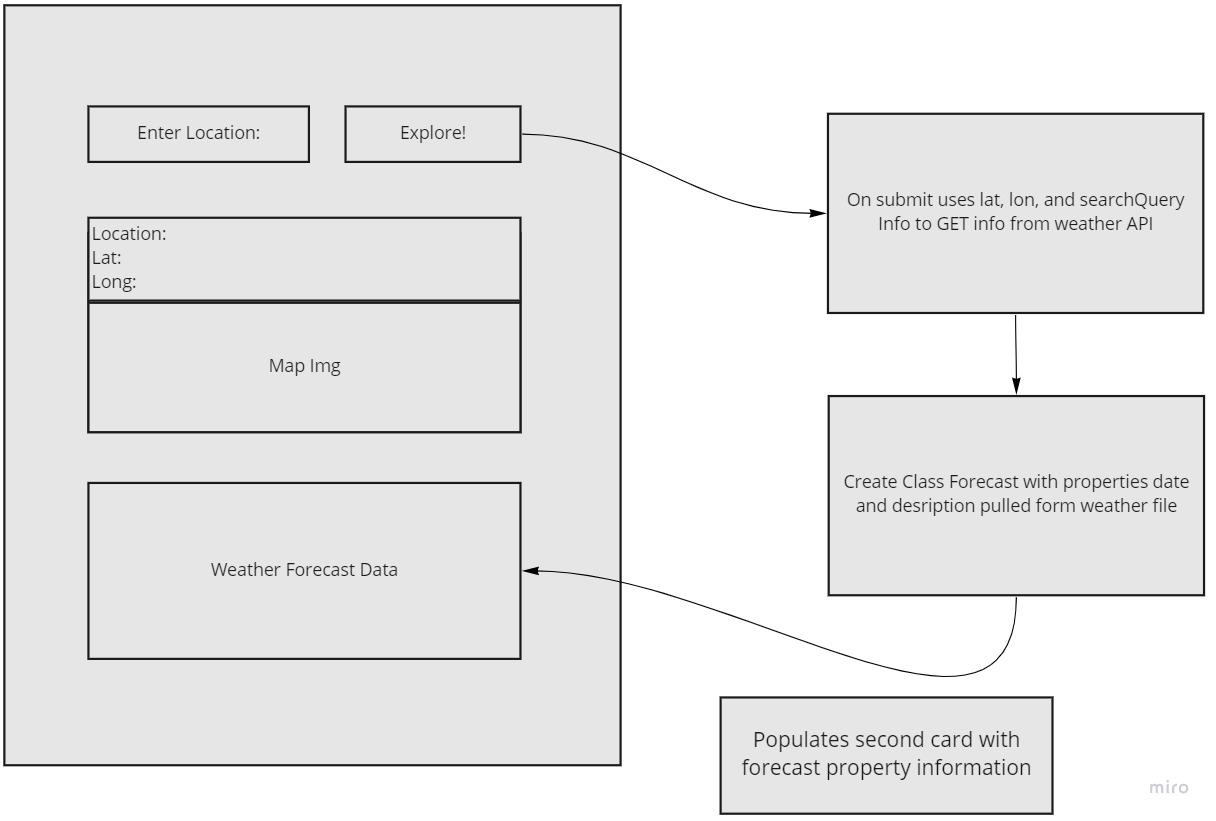 Enter Location:
Explore!
Location:
Lat:
Long:
Map Img
Weather Forecast Data
On submit uses lat, lon, and searchQuery
Info to GET info from weather API
Create Class Forecast with properties date
and desription pulled form weather file
Populates second card with
forecast property information
miro